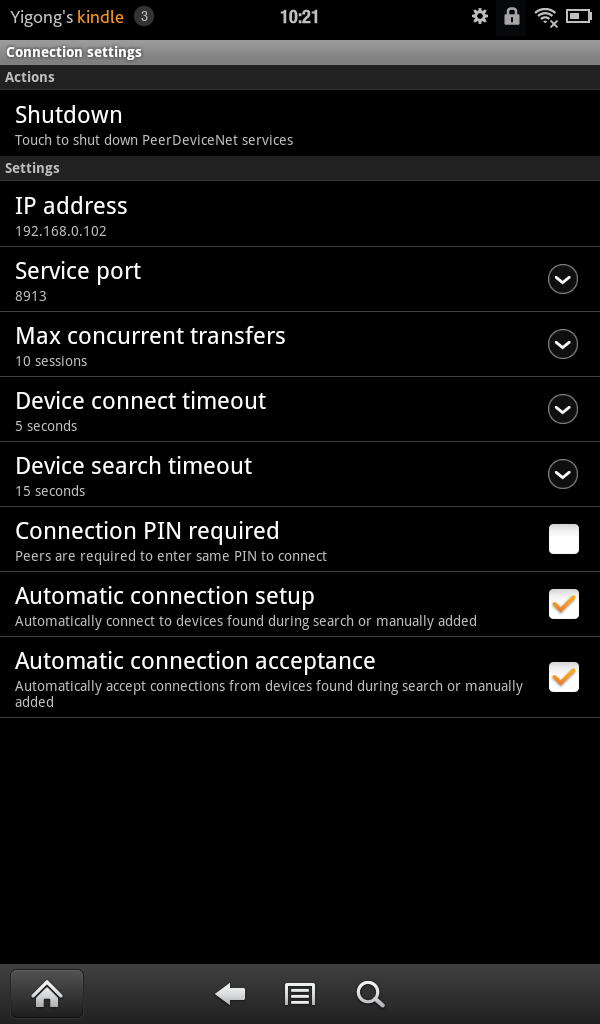 Yigong's kindle 3 10:21
Connection settings
Actions
Shutdown
Touch to shut down PeerDeviceNet services
Settings
IP address
192.168.0.102
Service port
8913
Max concurrent transfers
10 sessions
Device connect timeout
5 seconds
Device search timeout
15 seconds
Connection PIN required
Peers are required to enter same PIN to connect
Automatic connection setup
Automatically connect to devices found during search or manually added
Automatic connection acceptance
Automatically accept connections from devices found during search or manually
added